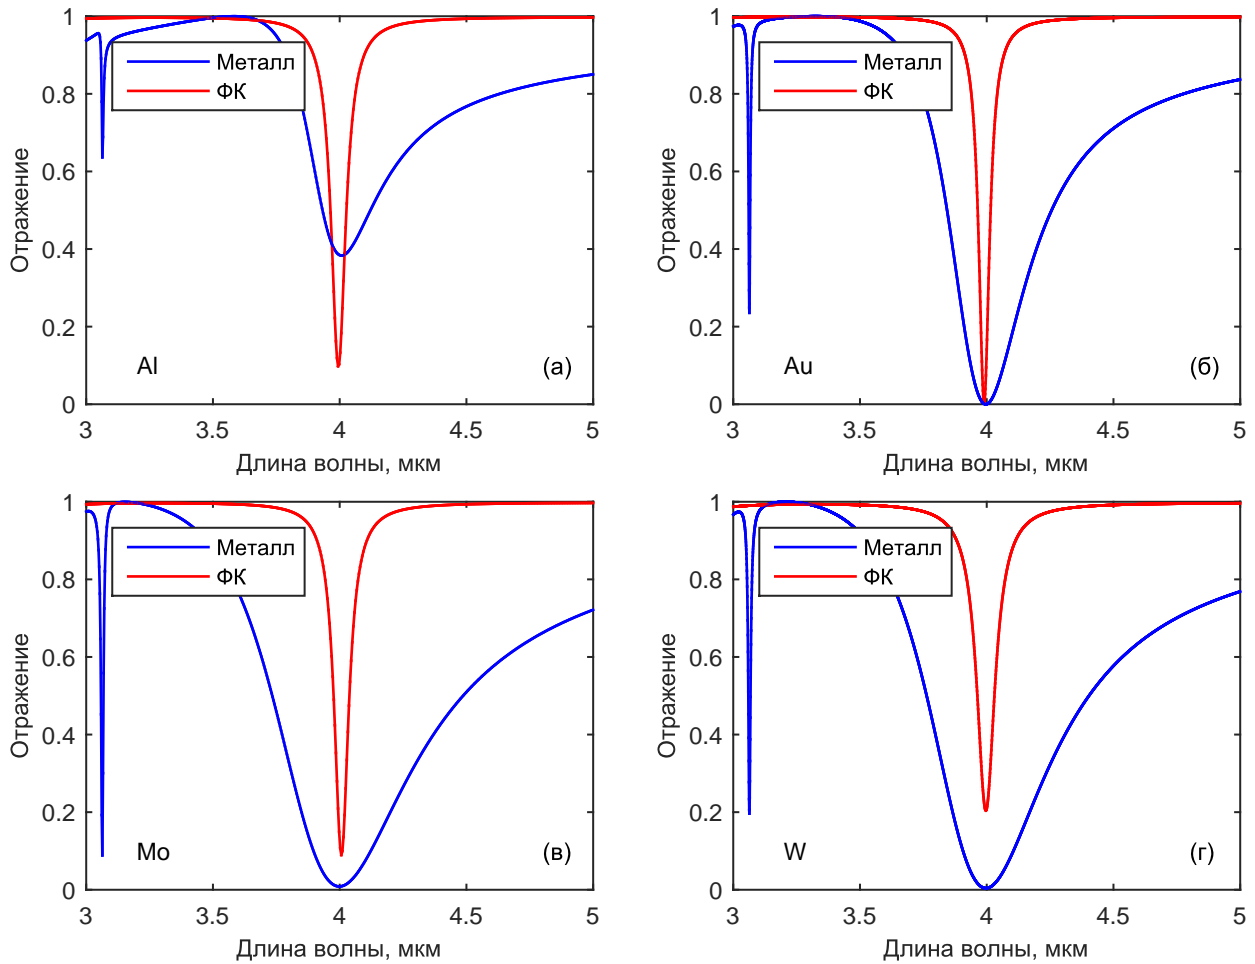 1
0.8
0.6
0.4
0.2
0
Отражение
Металл
ФК
Al
(а)
3
3.5
4
4.5
5
Длина волны, мкм
1
0.8
0.6
0.4
0.2
0
Отражение
Металл
ФК
Au
(б)
3
3.5
4
4.5
5
Длина волны, мкм
1
0.8
0.6
0.4
0.2
0
Отражение
Металл
ФК
Mo
(в)
3
3.5
4
4.5
5
Длина волны, мкм
1
0.8
0.6
0.4
0.2
0
Отражение
Металл
ФК
W
(г)
3
3.5
4
4.5
5
Длина волны, мкм